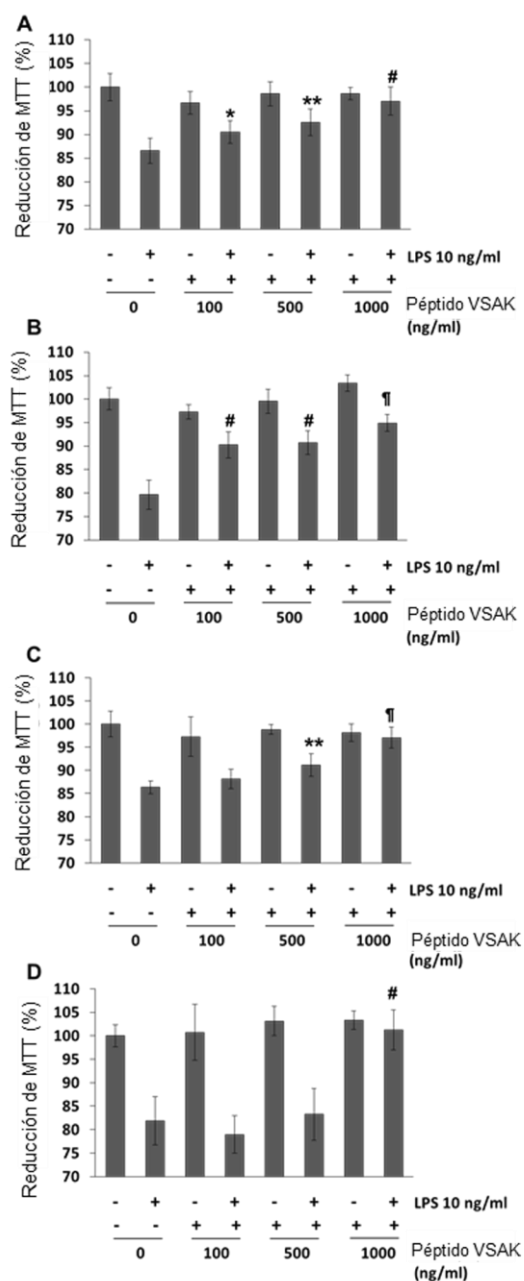 A
Reducción de MTT (%)
110
105
100
95
90
85
80
75
70
* ** #
- + - + - + - + LPS 10 ng/ml
- - + + + + + + Péptido VSAK
0 100 500 1000 (ng/ml)
B
Reducción de MTT (%)
110
105
100
95
90
85
80
75
70
# # ¶
- + - + - + - + LPS 10 ng/ml
- - + + + + + +
0 100 500 1000 Péptido VSAK
(ng/ml)
C
Reducción de MTT (%)
110
105
100
95
90
85
80
75
70
** ¶
- + - + - + - + LPS 10 ng/ml
- - + + + + + +
0 100 500 1000 Péptido VSAK
(ng/ml)
D
Reducción de MTT (%)
110
105
100
95
90
85
80
75
70
#
- + - + - + - + LPS 10 ng/ml
- - + + + + + +
0 100 500 1000 Péptido VSAK
(ng/ml)